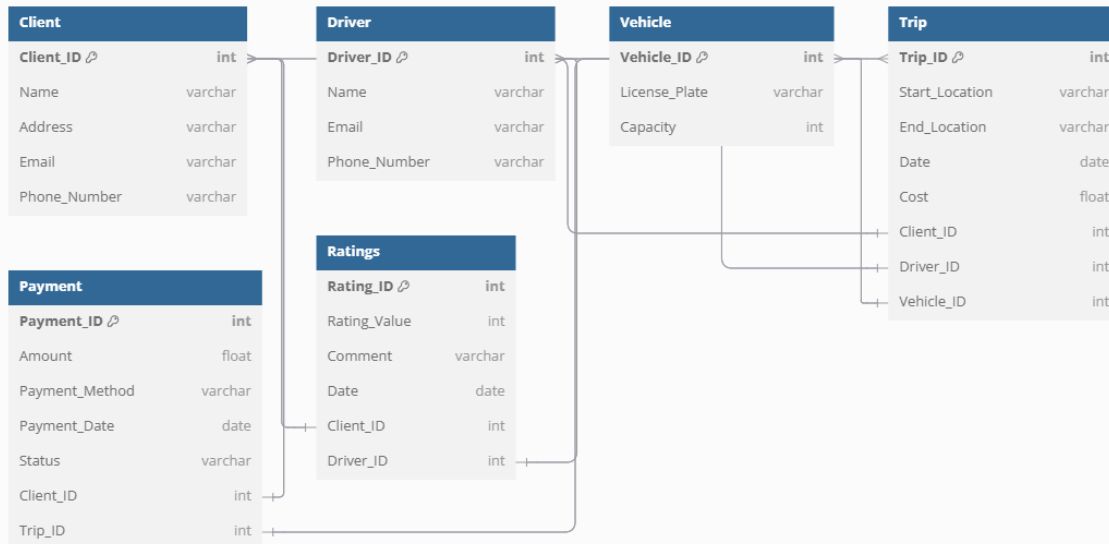 Client
Client_ID int
Name varchar
Address varchar
Email varchar
Phone_Number varchar
Driver
Driver_ID int
Name varchar
Email varchar
Phone_Number varchar
Vehicle
Vehicle_ID int
License_Plate varchar
Capacity int
Trip
Trip_ID int
Start_Location varchar
End_Location varchar
Date date
Cost float
Client_ID int
Driver_ID int
Vehicle_ID int
Payment
Payment_ID int
Amount float
Payment_Method varchar
Payment_Date date
Status varchar
Client_ID int
Trip_ID int
Ratings
Rating_ID int
Rating_Value int
Comment varchar
Date date
Client_ID int
Driver_ID int